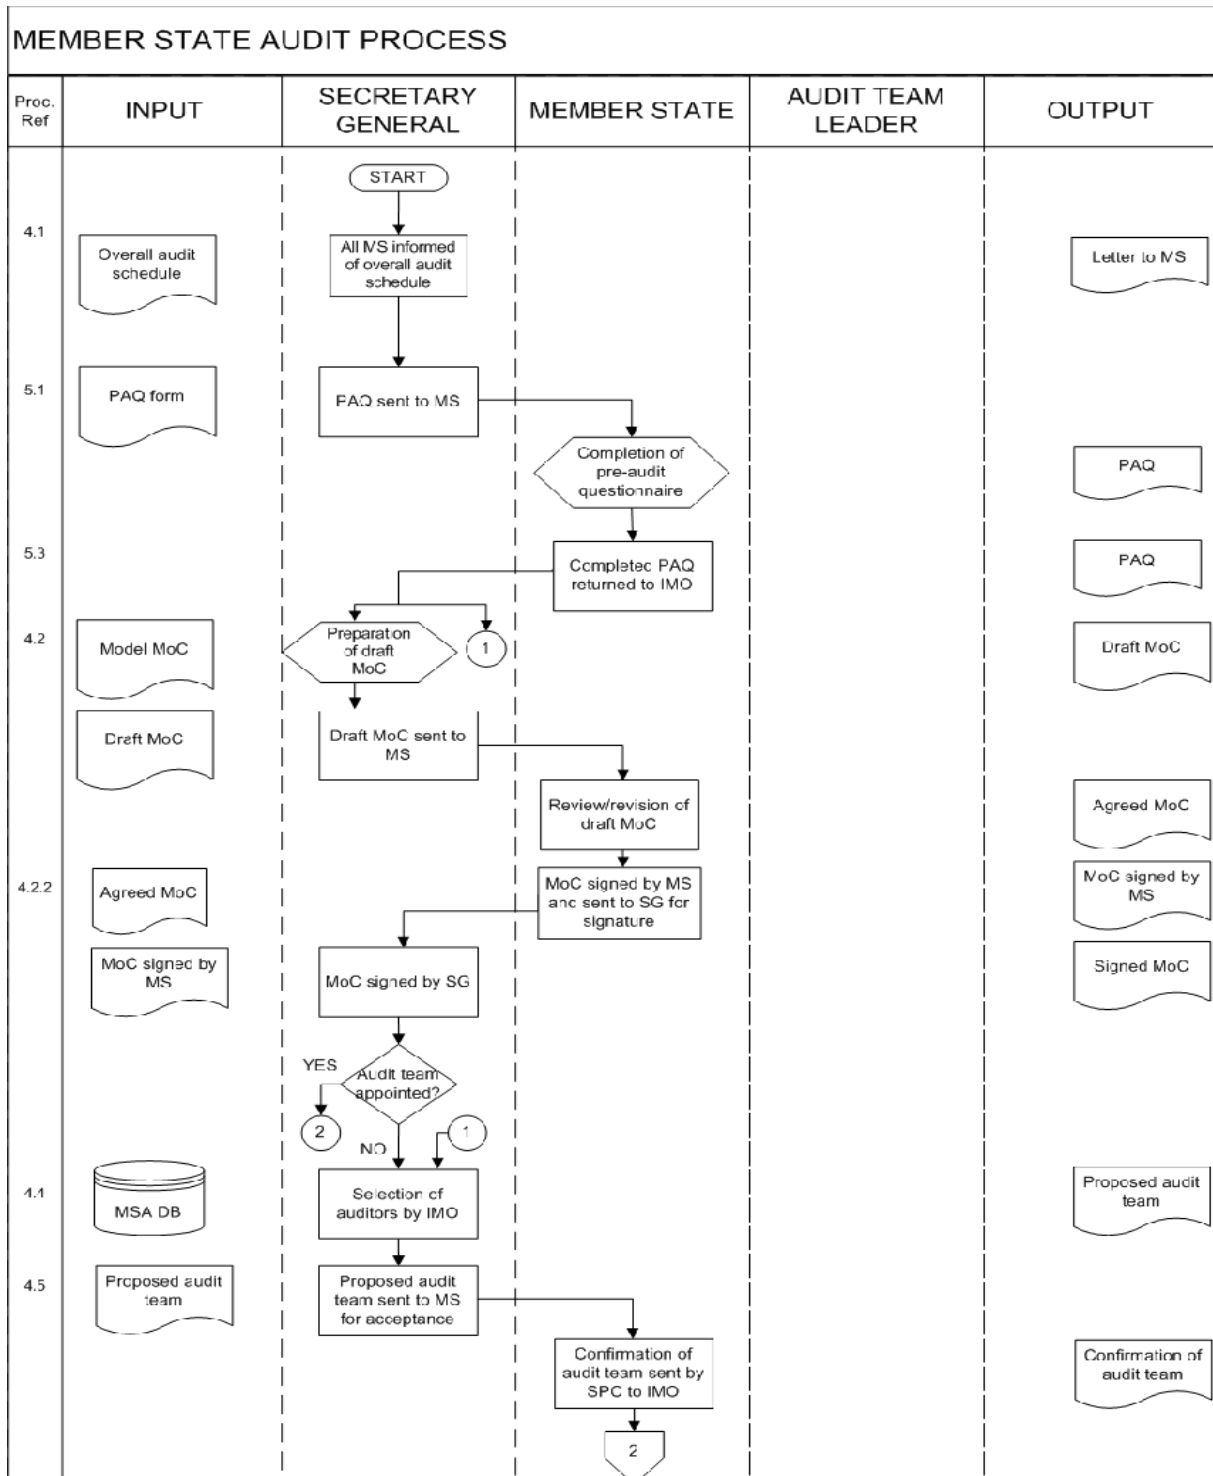 MEMBER STATE AUDIT PROCESS
Proc.
Ref
INPUT
SECRETARY
GENERAL
MEMBER STATE
AUDIT TEAM
LEADER
OUTPUT
START
4.1
Overall audit
schedule
All MS informed
of overall audit
schedule
Letter to MS
5.1
PAQ form
PAQ sent to MS
Completion of
pre-audit
questionnaire
PAQ
5.3
Completed PAQ
returned to IMO
PAQ
4.2
Model MoC
Preparation
of draft
MoC
1
Draft MoC
Draft MoC
Draft MoC sent to
MS
Review/revision of
draft MoC
Agreed MoC
4.2.2
Agreed MoC
MoC signed by MS
and sent to SG for
signature
MoC signed by
MS
MoC signed by
MS
MoC signed by SG
Signed MoC
YES
Audit team
appointed?
2
NO
1
4.1
MSA DB
Selection of
auditors by IMO
Proposed audit
team
4.5
Proposed audit
team
Proposed audit
team sent to MS
for acceptance
Confirmation of
audit team sent by
SPC to IMO
Confirmation of
audit team
2